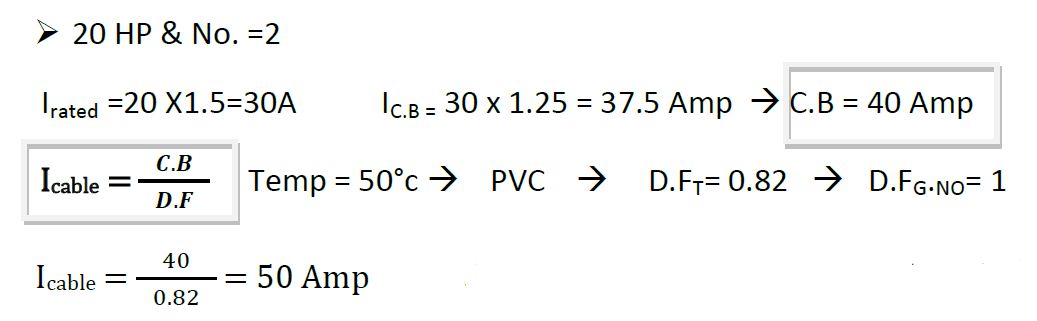 ➢ 20 HP & No. =2
Irated =20 X1.5=30A IC.B = 30 x 1.25 = 37.5 Amp → C.B = 40 Amp
Icable = C.B / D.F Temp = 50°c → PVC → D.FT= 0.82 → D.FG.NO= 1
Icable = 40 / 0.82 = 50 Amp